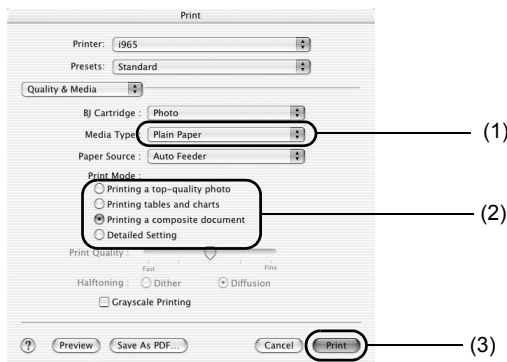 Print
Printer: i965
Presets: Standard
Quality & Media
BJ Cartridge : Photo
Media Type: Plain Paper (1)
Paper Source : Auto Feeder
Print Mode :
Printing a top-quality photo
Printing tables and charts
Printing a composite document (2)
Detailed Setting
Print Quality :
Fast Fine
Halftoning : Dither Diffusion
Grayscale Printing
? Preview Save As PDF... Cancel Print (3)